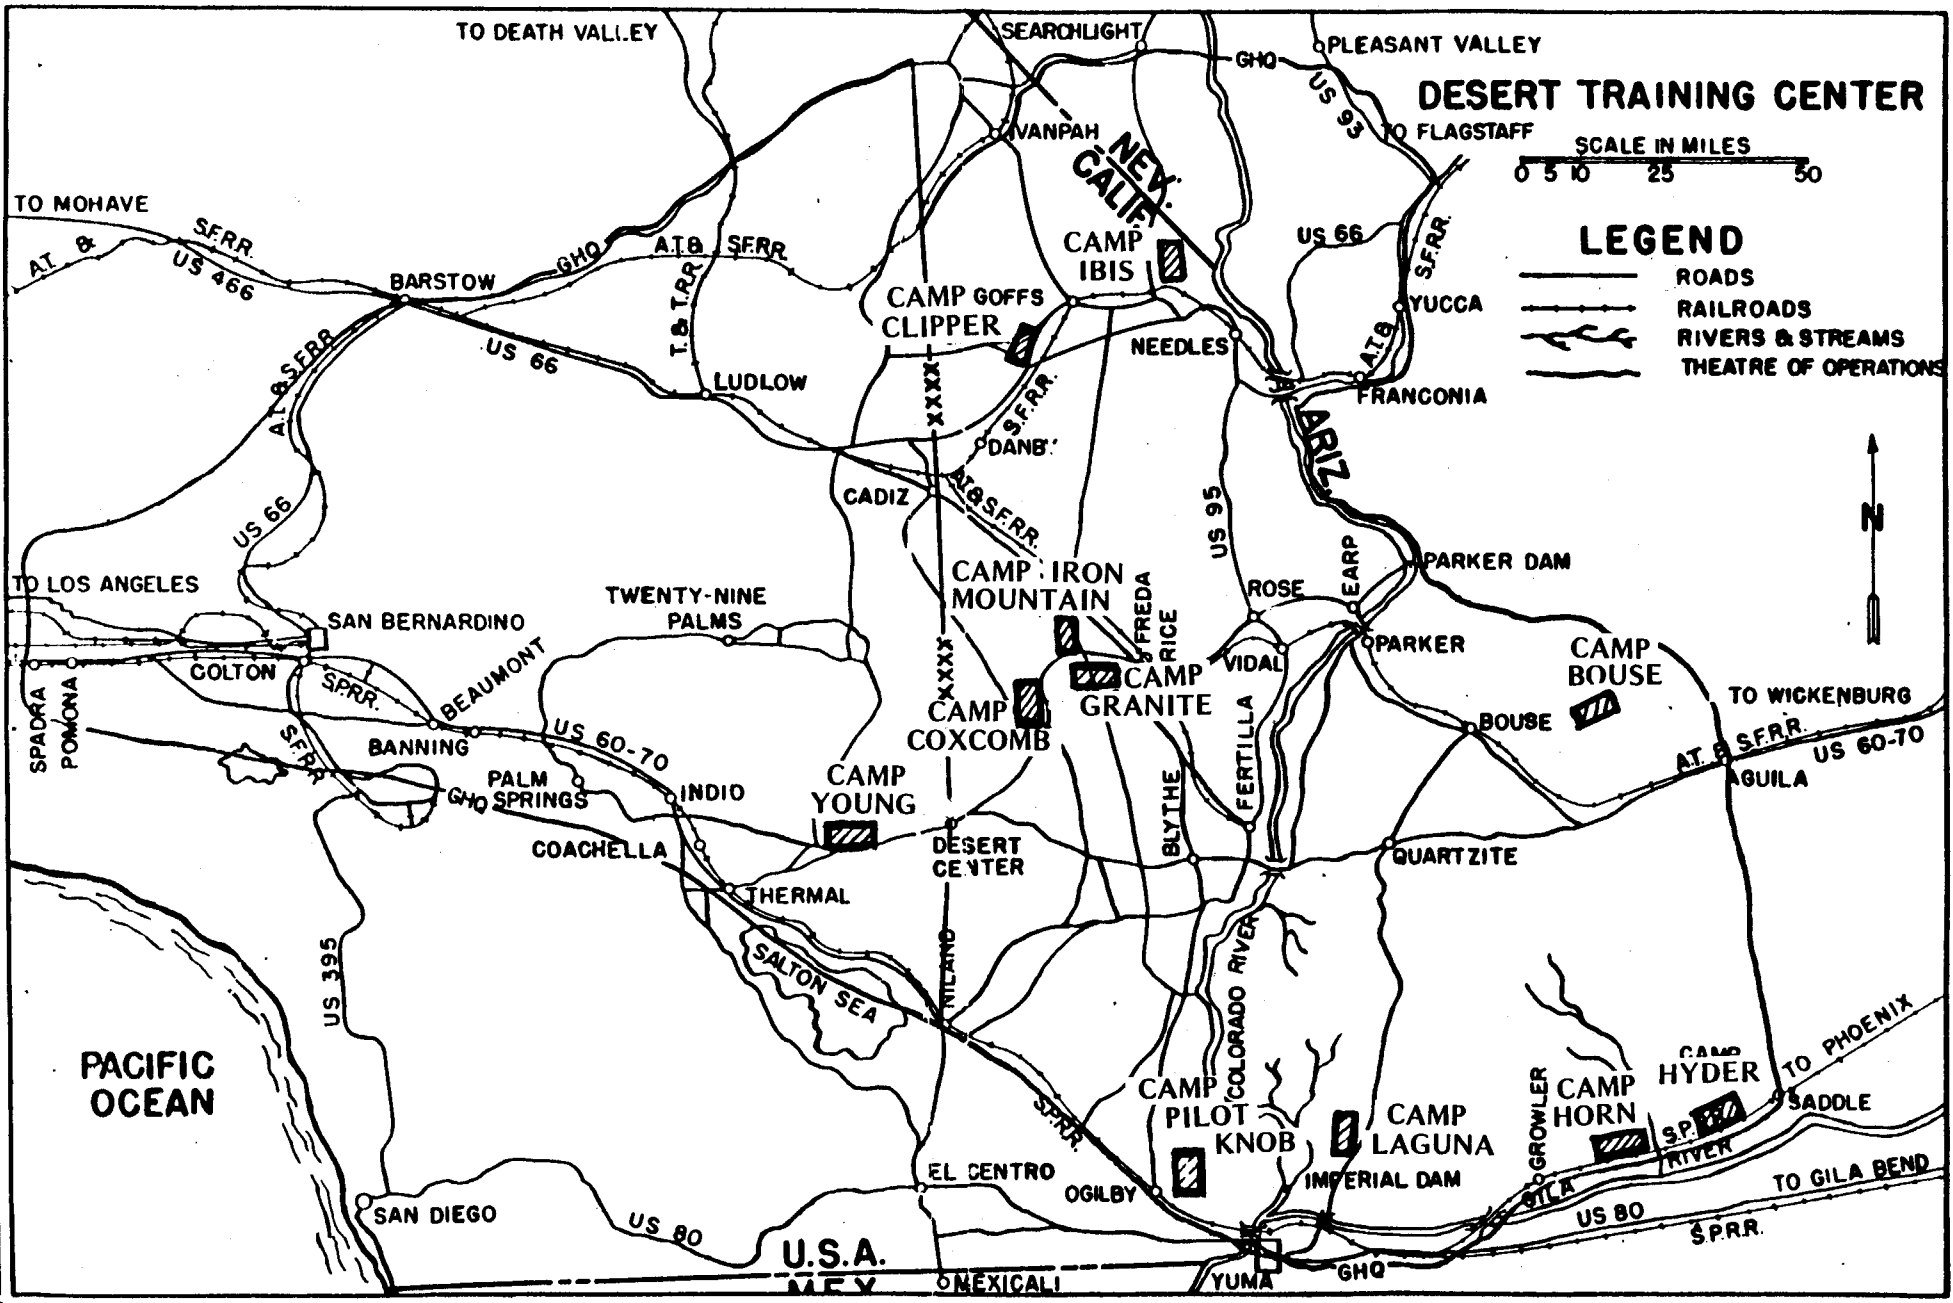 TO DEATH VALLEY
SEARCHLIGHT
PLEASANT VALLEY
GHQ
US 93
DESERT TRAINING CENTER
TO FLAGSTAFF
SCALE IN MILES
0 5 10 25 50
IVANPAH
NEV.
CALIF.
TO MOHAVE
S.F.R.R.
A.T. &
US 466
GHQ
A.T.&
S.F.R.R.
US 66
S.F.R.R.
LEGEND
ROADS
RAILROADS
RIVERS & STREAMS
THEATRE OF OPERATIONS
CAMP
IBIS
BARSTOW
T. & T.R.R.
CAMP
CLIPPER
GOFFS
YUCCA
A.T.&
NEEDLES
US 66
XXXX
A.T. & S.F.R.R.
LUDLOW
S.F.R.R.
FRANCONIA
ARIZ.
CADIZ
A.T.& S.F.R.R.
US 66
US 95
N
EARP
PARKER DAM
TO LOS ANGELES
CAMP IRON
MOUNTAIN
FREDA
RICE
ROSE
TWENTY-NINE
PALMS
SAN BERNARDINO
COLTON
S.P.R.R.
BEAUMONT
XXXX
VIDAL
PARKER
CAMP
BOUSE
CAMP
GRANITE
TO WICKENBURG
SPADRA
POMONA
S.F.R.R.
BANNING
US 60-70
CAMP
COXCOMB
FERTILLA
BOUSE
A.T. & S.F.R.R.
US 60-70
AGUILA
PALM
SPRINGS
GHQ
INDIO
CAMP
YOUNG
BLYTHE
COACHELLA
DESERT
CENTER
QUARTZITE
THERMAL
US 395
SALTON SEA
NILAND
COLORADO RIVER
PACIFIC
OCEAN
S.P.R.R.
CAMP
PILOT
KNOB
CAMP
LAGUNA
GROWLER
CAMP
HORN
CAMP
HYDER
TO PHOENIX
SADDLE
S.P.
RIVER
GILA
EL CENTRO
OGILBY
IMPERIAL DAM
TO GILA BEND
SAN DIEGO
US 80
US 80
S.P.R.R.
U.S.A.
MEX
MEXICALI
YUMA
GHQ